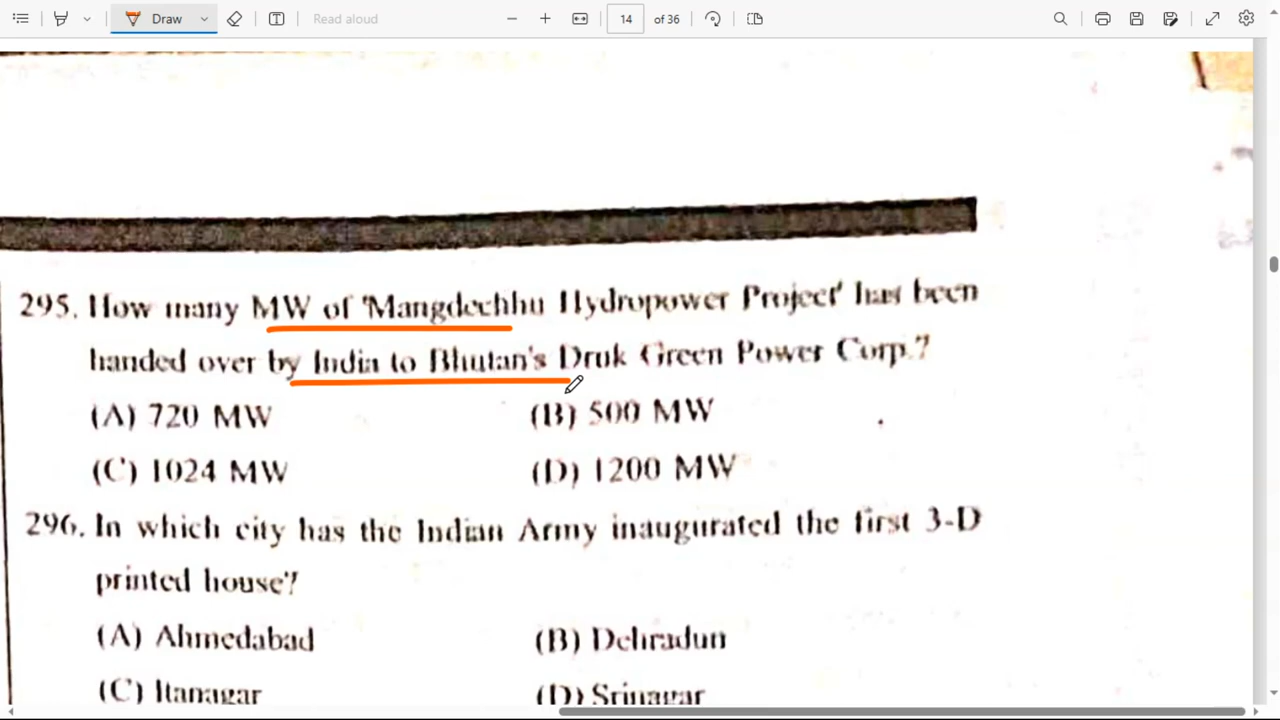 Draw
Read aloud
14 of 36
295. How many MW of 'Mangdechhu Hydropower Project' has been
handed over by India to Bhutan's Druk Green Power Corp.?
(A) 720 MW (B) 500 MW
(C) 1024 MW (D) 1200 MW
296. In which city has the Indian Army inaugurated the first 3-D
printed house?
(A) Ahmedabad (B) Dehradun
(C) Itanagar (D) Srinagar